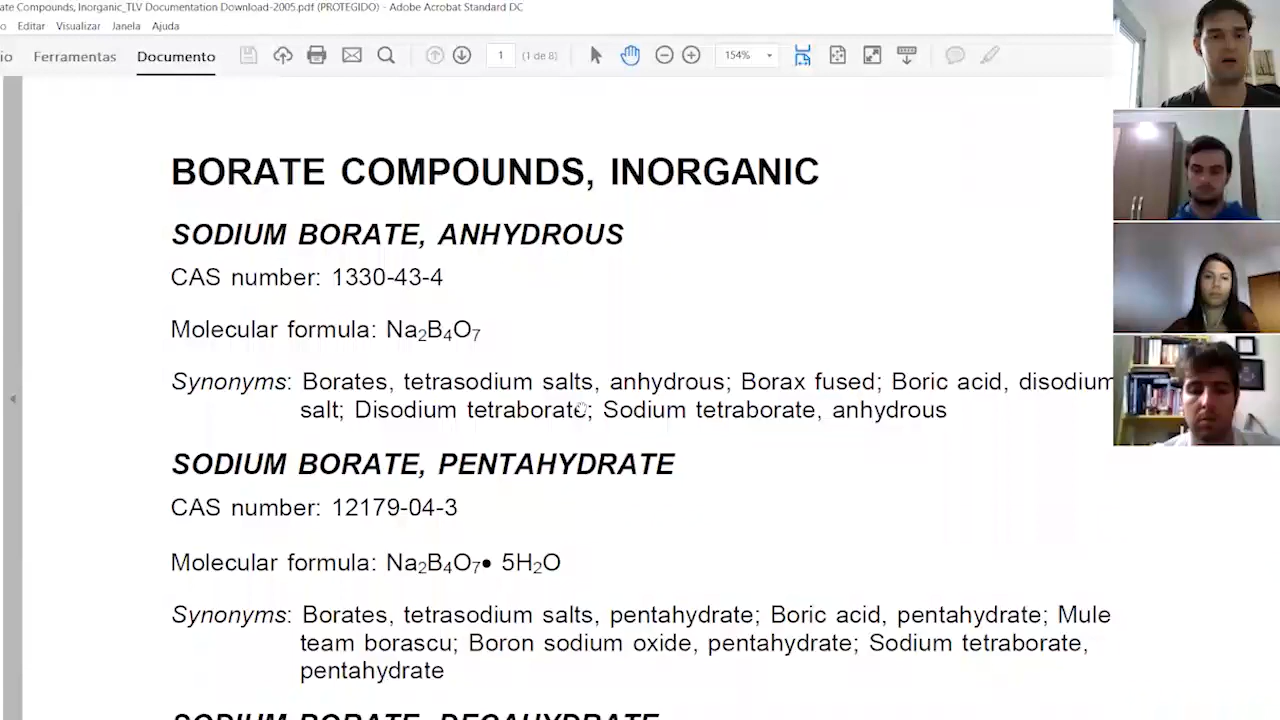 ate Compounds, Inorganic_TLV Documentation Download-2005.pdf (PROTEGIDO) - Adobe Acrobat Standard DC
Editar Visualizar Janela Ajuda
Ferramentas Documento 1 (1 de 8) 154%
BORATE COMPOUNDS, INORGANIC
SODIUM BORATE, ANHYDROUS
CAS number: 1330-43-4
Molecular formula: Na₂B₄O₇
Synonyms: Borates, tetrasodium salts, anhydrous; Borax fused; Boric acid, disodium
salt; Disodium tetraborate; Sodium tetraborate, anhydrous
SODIUM BORATE, PENTAHYDRATE
CAS number: 12179-04-3
Molecular formula: Na₂B₄O₇• 5H₂O
Synonyms: Borates, tetrasodium salts, pentahydrate; Boric acid, pentahydrate; Mule
team borascu; Boron sodium oxide, pentahydrate; Sodium tetraborate,
pentahydrate
SODIUM BORATE, DECAHYDRATE